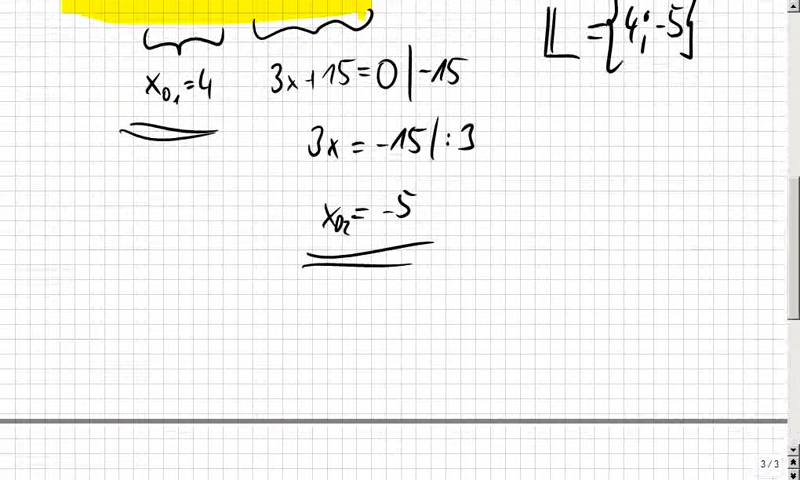 𝕃 = {4; -5}
x₀₁ = 4
3x + 15 = 0 | -15
3x = -15 | : 3
x₀₂ = -5
3 / 3